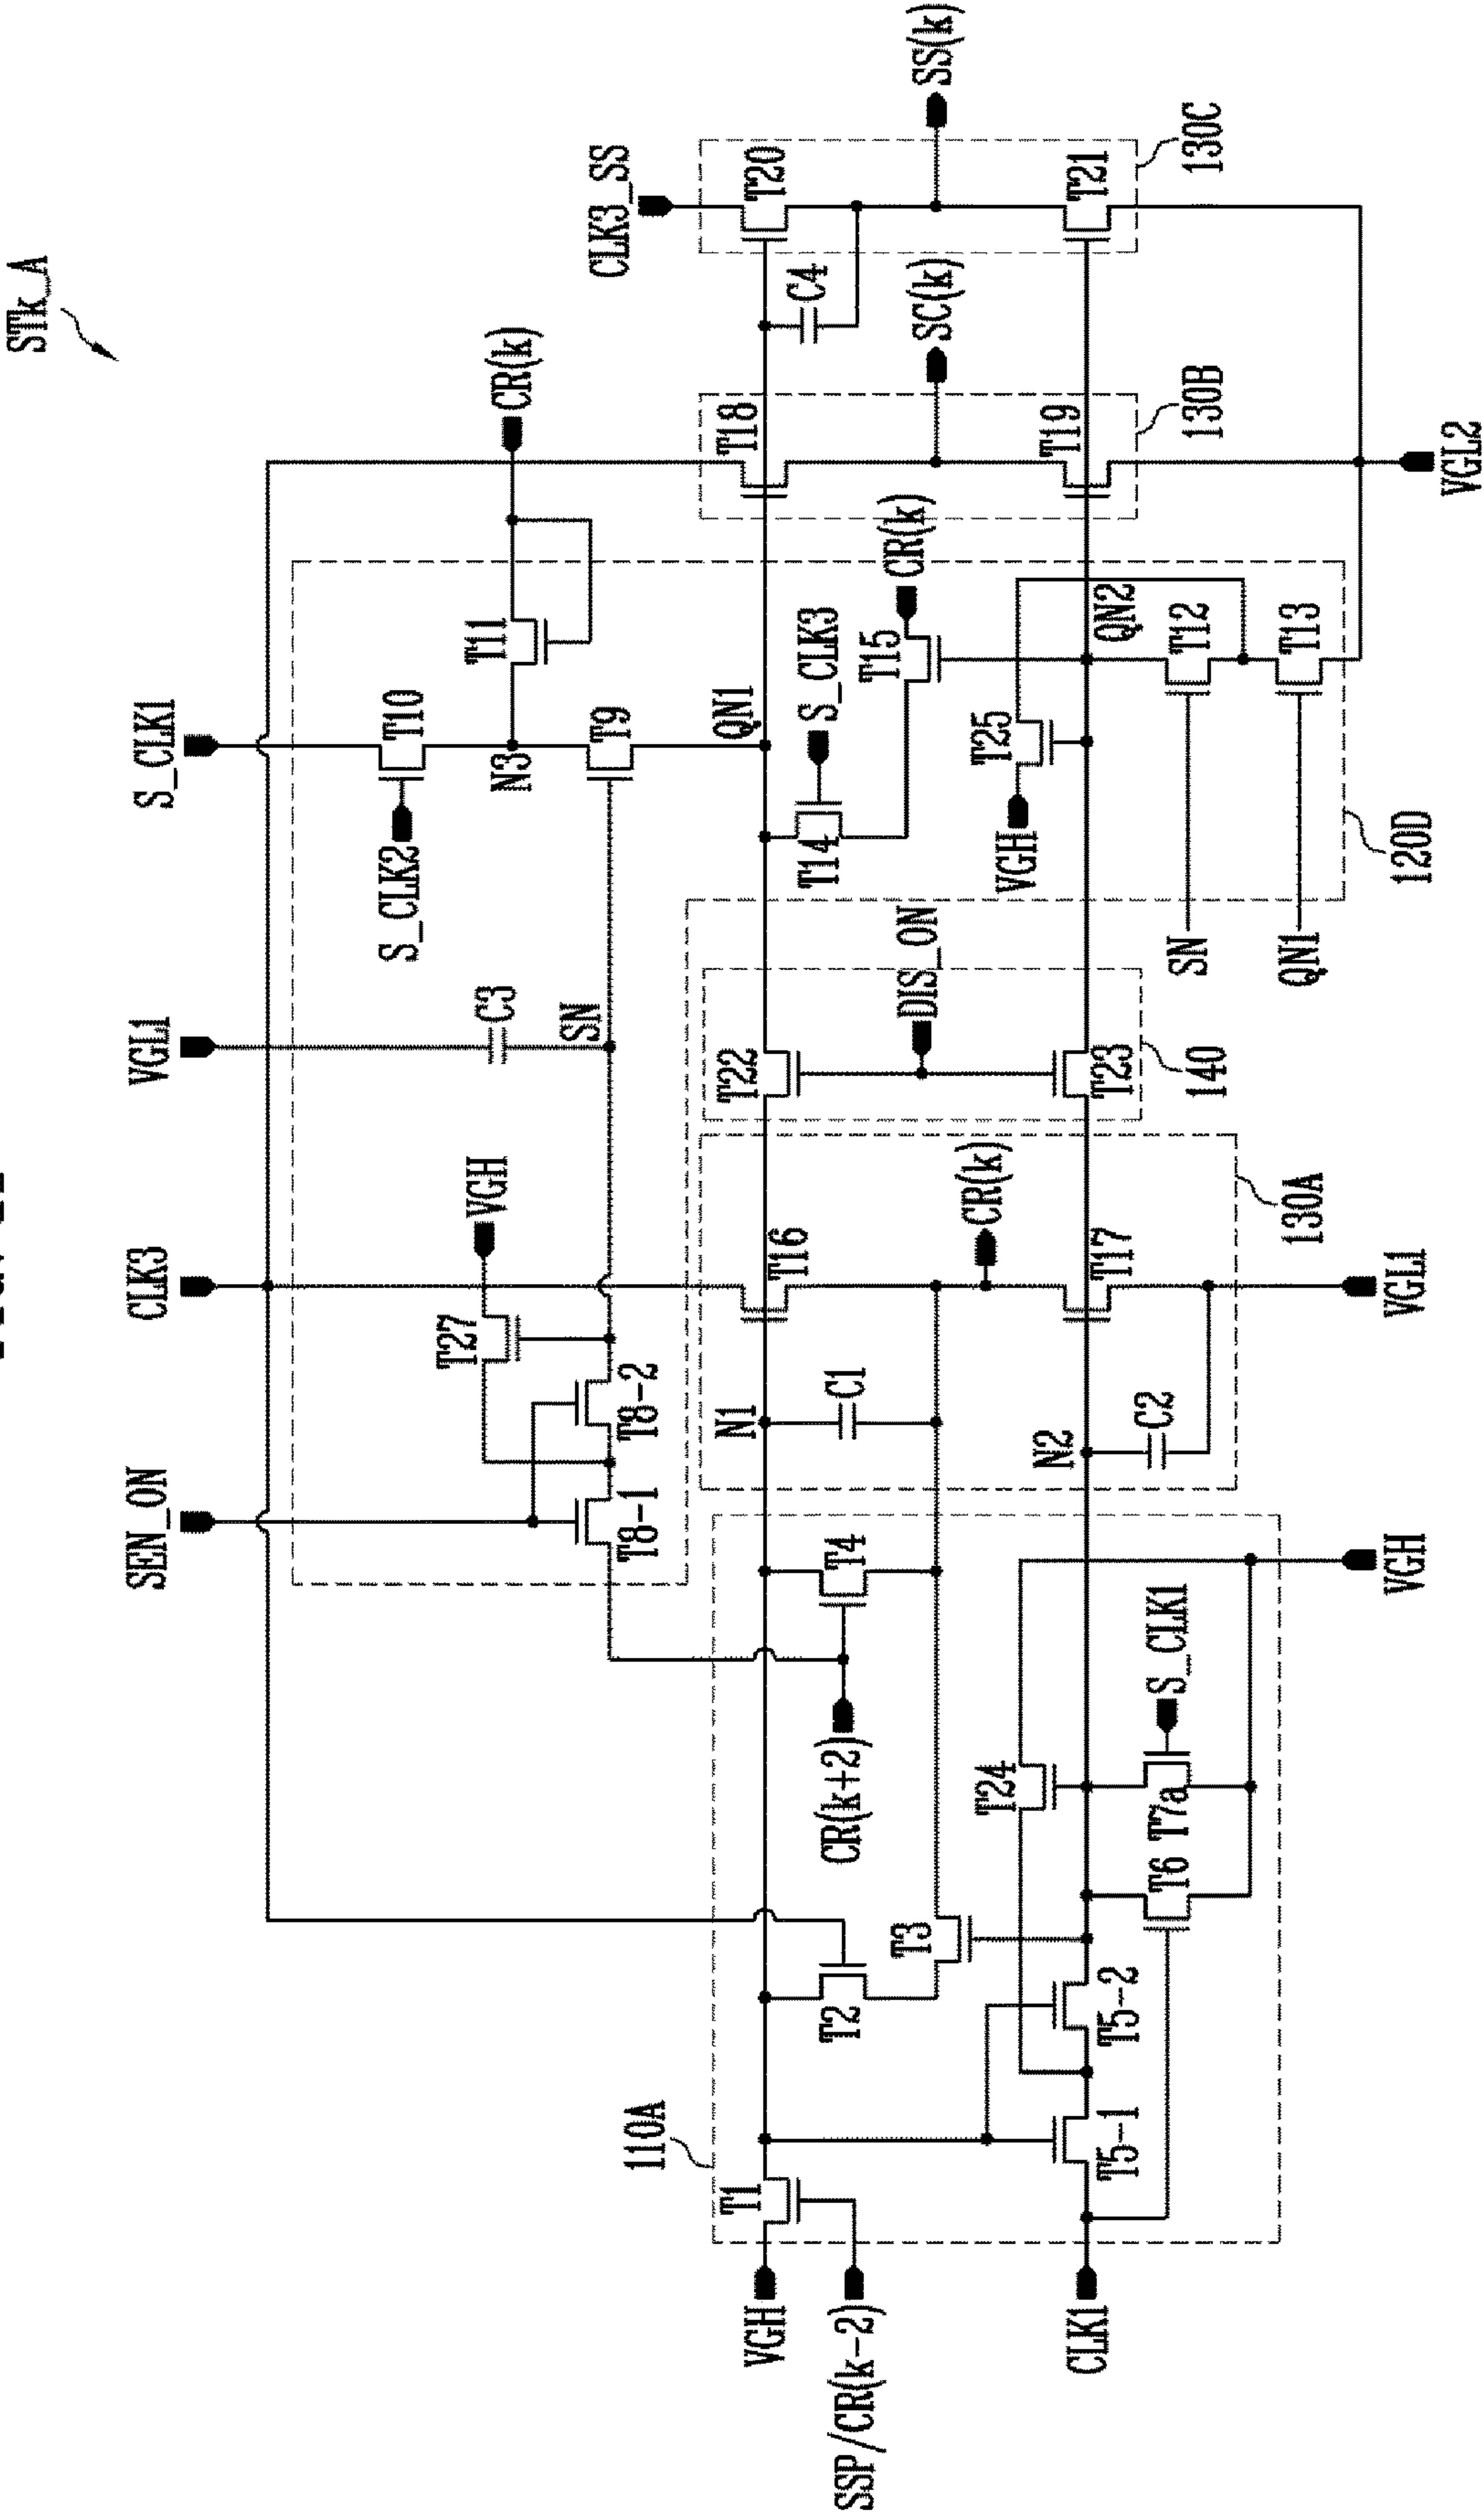 STk_A
SEN_ON
CLK3
VGL1
S_CLK1
VGH
C3
S_CLK2
T10
T11
CR(k)
CLK3_SS
T27
T8-1
T8-2
SN
N3
T9
110A
N1
QN1
T1
T2
T4
C1
T16
T22
T14
S_CLK3
T18
C4
T20
VGH
SSP/CR(k-2)
CR(k+2)
T3
CR(k)
DIS_ON
T15
CR(k)
SC(k)
SS(k)
T24
N2
VGH
T25
CLK1
T5-1
T5-2
T6
T7a
S_CLK1
C2
T17
T23
QN2
T19
T21
140
SN
T12
130A
QN1
T13
130B
130C
VGH
VGL1
120D
VGL2